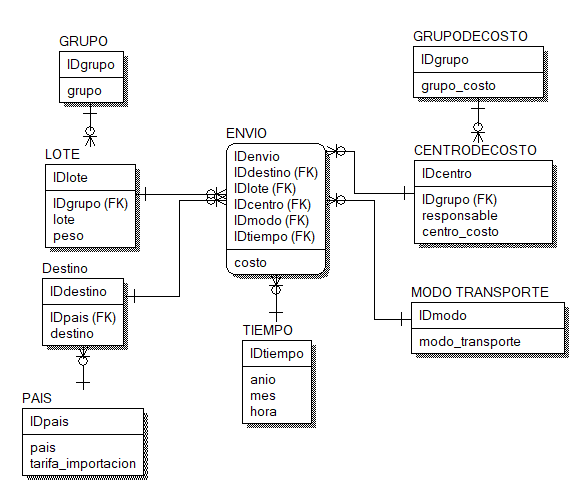 GRUPO
IDgrupo
grupo
GRUPODECOSTO
IDgrupo
grupo_costo
LOTE
IDlote
IDgrupo (FK)
lote
peso
ENVIO
IDenvio
IDdestino (FK)
IDlote (FK)
IDcentro (FK)
IDmodo (FK)
IDtiempo (FK)
costo
CENTRODECOSTO
IDcentro
IDgrupo (FK)
responsable
centro_costo
Destino
IDdestino
IDpais (FK)
destino
MODO TRANSPORTE
IDmodo
modo_transporte
TIEMPO
IDtiempo
anio
mes
hora
PAIS
IDpais
pais
tarifa_importacion